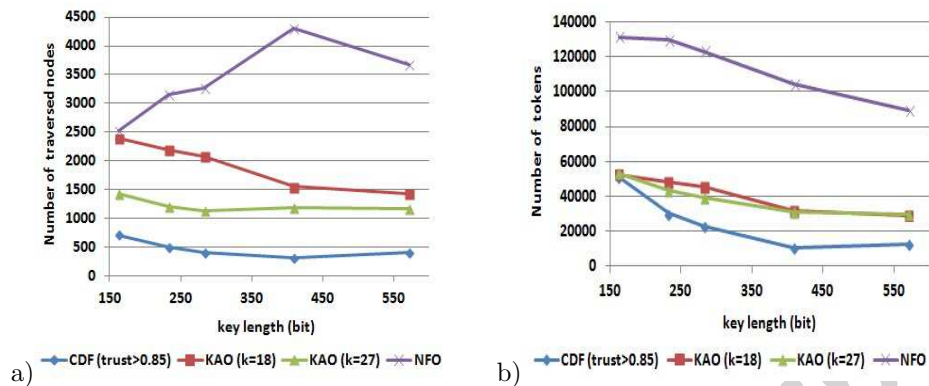 4500
4000
3500
3000
2500
2000
1500
1000
500
0
Number of traversed nodes
150 250 350 450 550
key length (bit)
CDF (trust>0.85) KAO (k=18) KAO (k=27) NFO
a)
140000
120000
100000
80000
60000
40000
20000
0
Number of tokens
150 250 350 450 550
key length (bit)
CDF (trust>0.85) KAO (k=18) KAO (k=27) NFO
b)